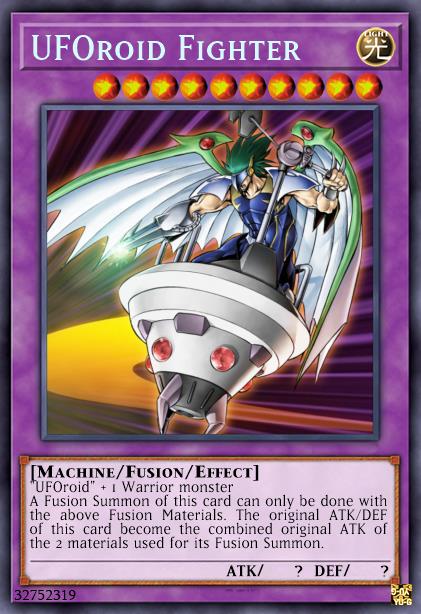 UFOroid Fighter
LIGHT
光
[Machine/Fusion/Effect]
"UFOroid" + 1 Warrior monster
A Fusion Summon of this card can only be done with
the above Fusion Materials. The original ATK/DEF
of this card become the combined original ATK of
the 2 materials used for its Fusion Summon.
ATK/ ? DEF/ ?
32752319